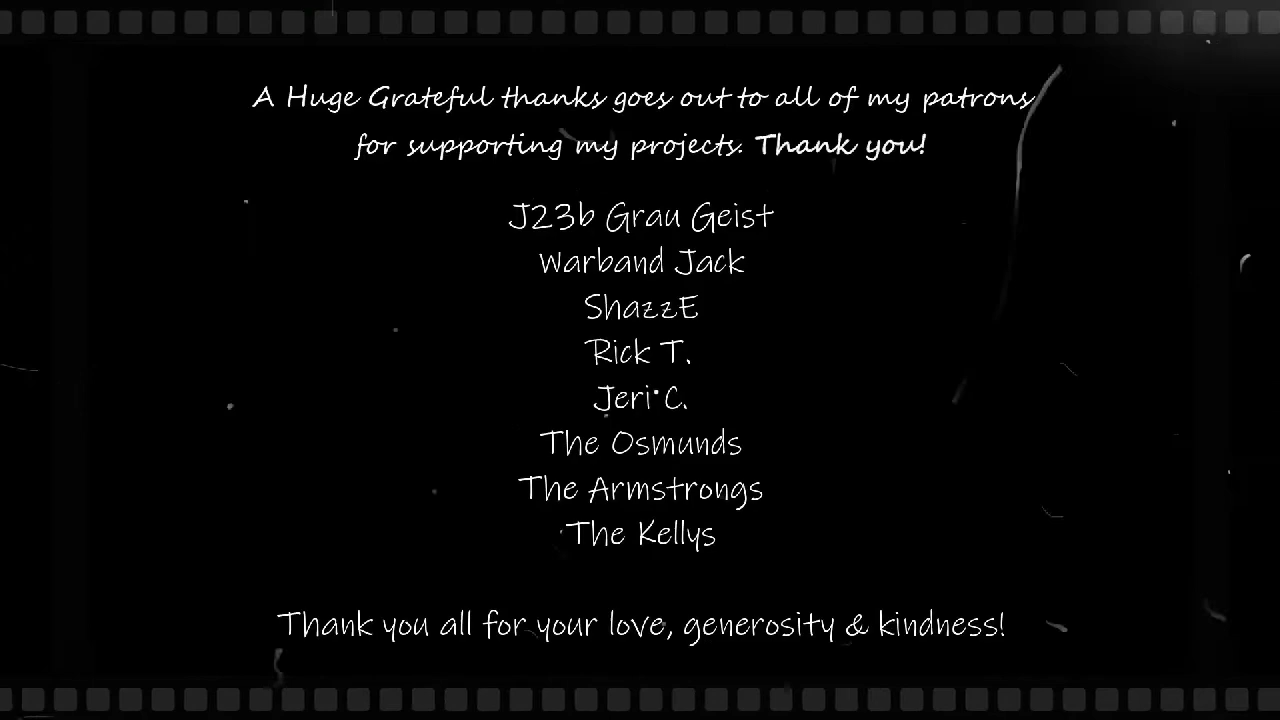 A Huge Grateful thanks goes out to all of my patrons
for supporting my projects. Thank you!
J23b Grau Geist
Warband Jack
ShazzE
Rick T.
Jeri C.
The Osmunds
The Armstrongs
The Kellys
Thank you all for your love, generosity & kindness!